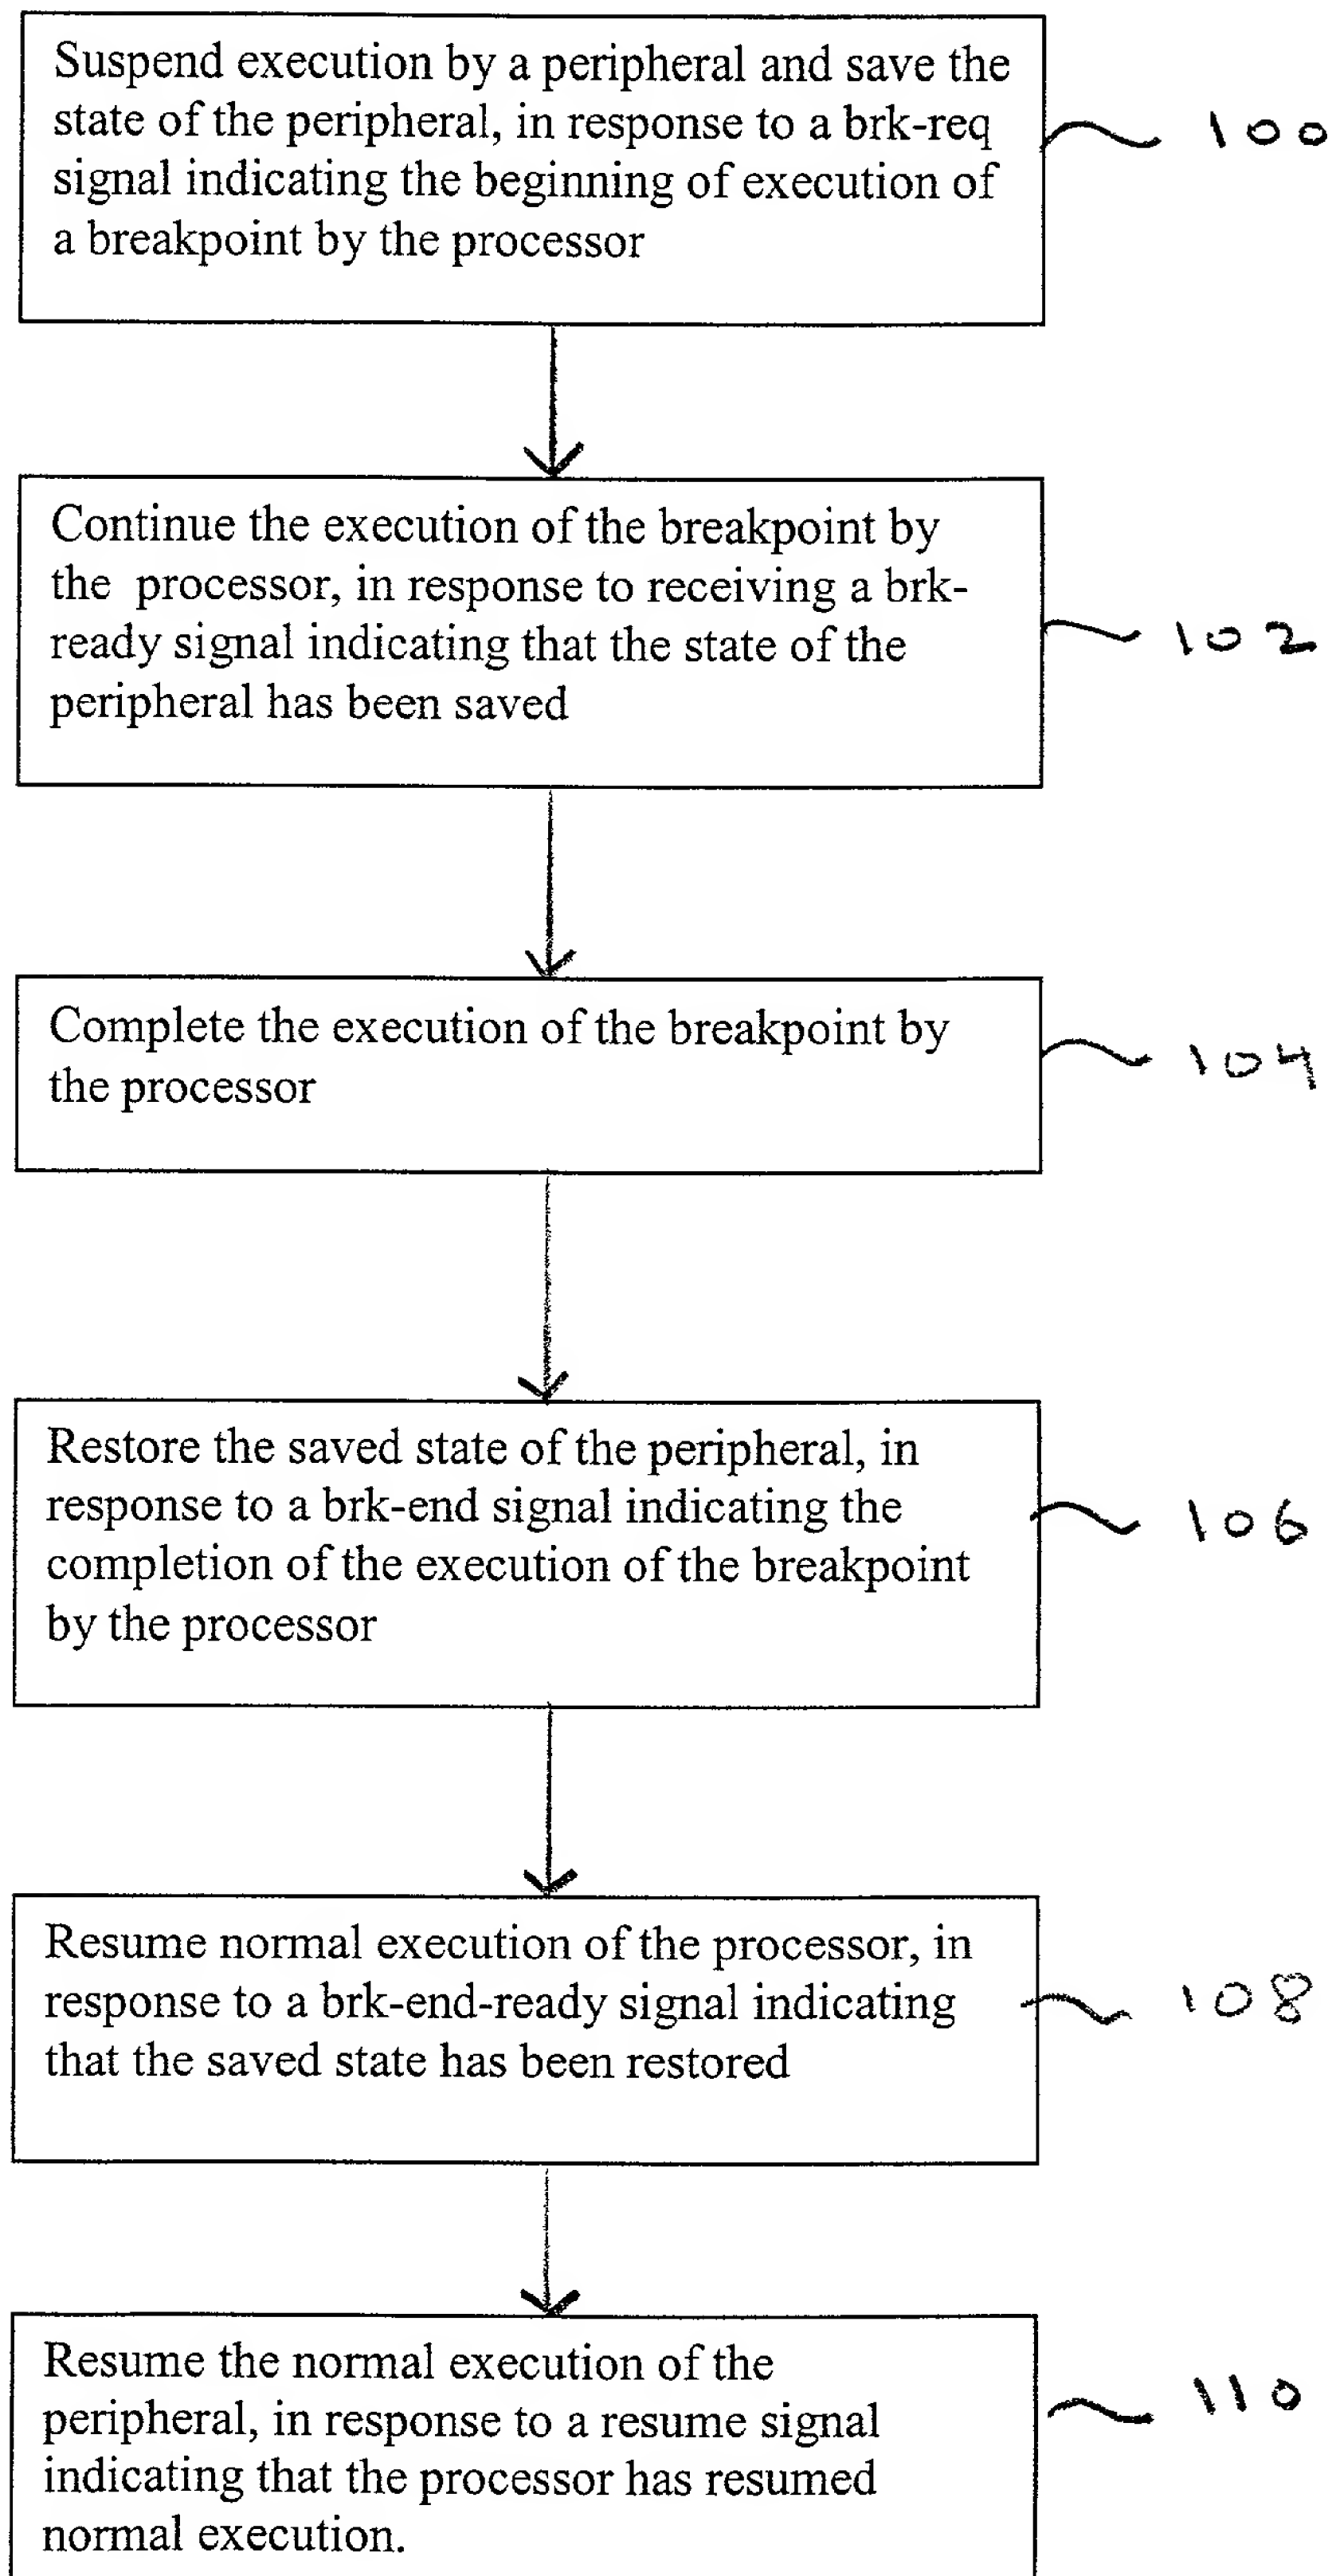 Suspend execution by a peripheral and save the
state of the peripheral, in response to a brk-req
signal indicating the beginning of execution of
a breakpoint by the processor
100
Continue the execution of the breakpoint by
the processor, in response to receiving a brk-
ready signal indicating that the state of the
peripheral has been saved
102
Complete the execution of the breakpoint by
the processor
104
Restore the saved state of the peripheral, in
response to a brk-end signal indicating the
completion of the execution of the breakpoint
by the processor
106
Resume normal execution of the processor, in
response to a brk-end-ready signal indicating
that the saved state has been restored
108
Resume the normal execution of the
peripheral, in response to a resume signal
indicating that the processor has resumed
normal execution.
110